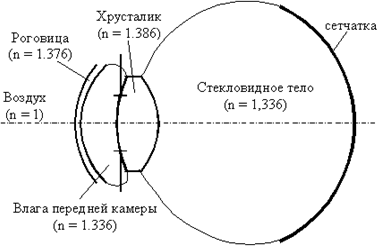 Хрусталик
(n = 1.386)
Роговица
(n = 1.376)
сетчатка
Воздух
(n = 1)
Стекловидное тело
(n = 1,336)
Влага передней камеры
(n = 1.336)